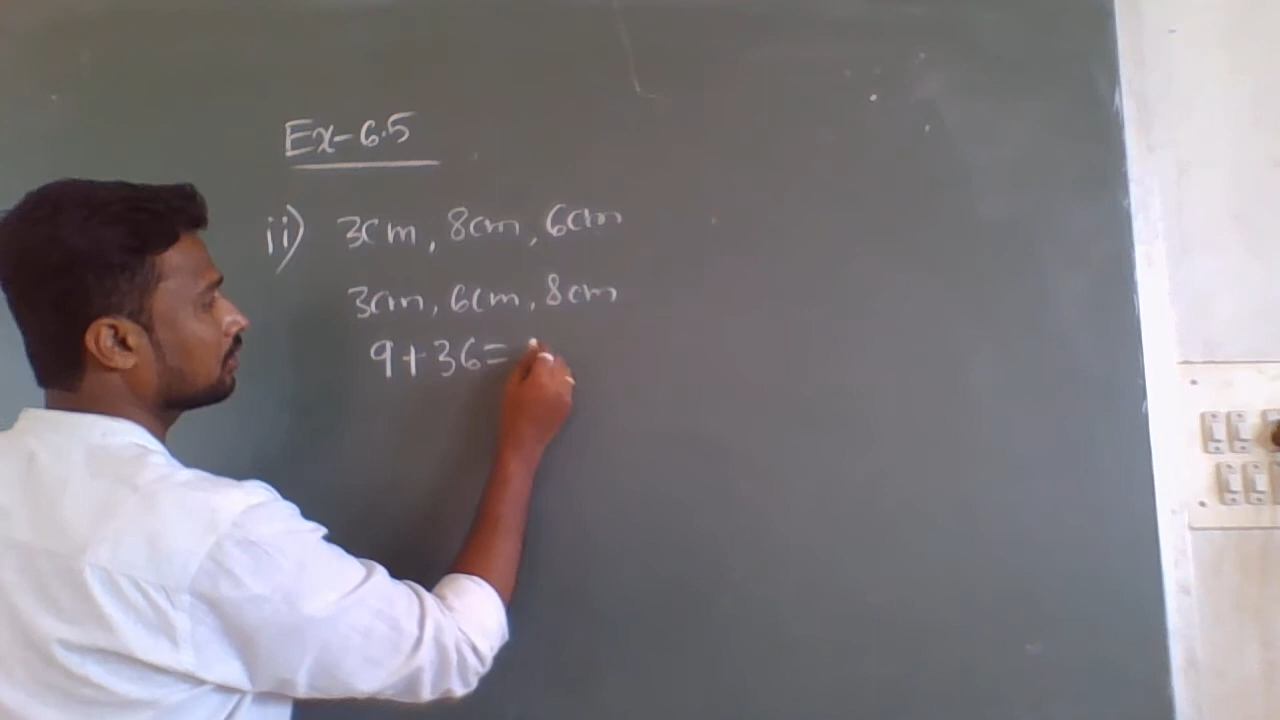 Ex-6.5
ii) 3cm, 8cm, 6cm
3cm, 6cm, 8cm
9+36=